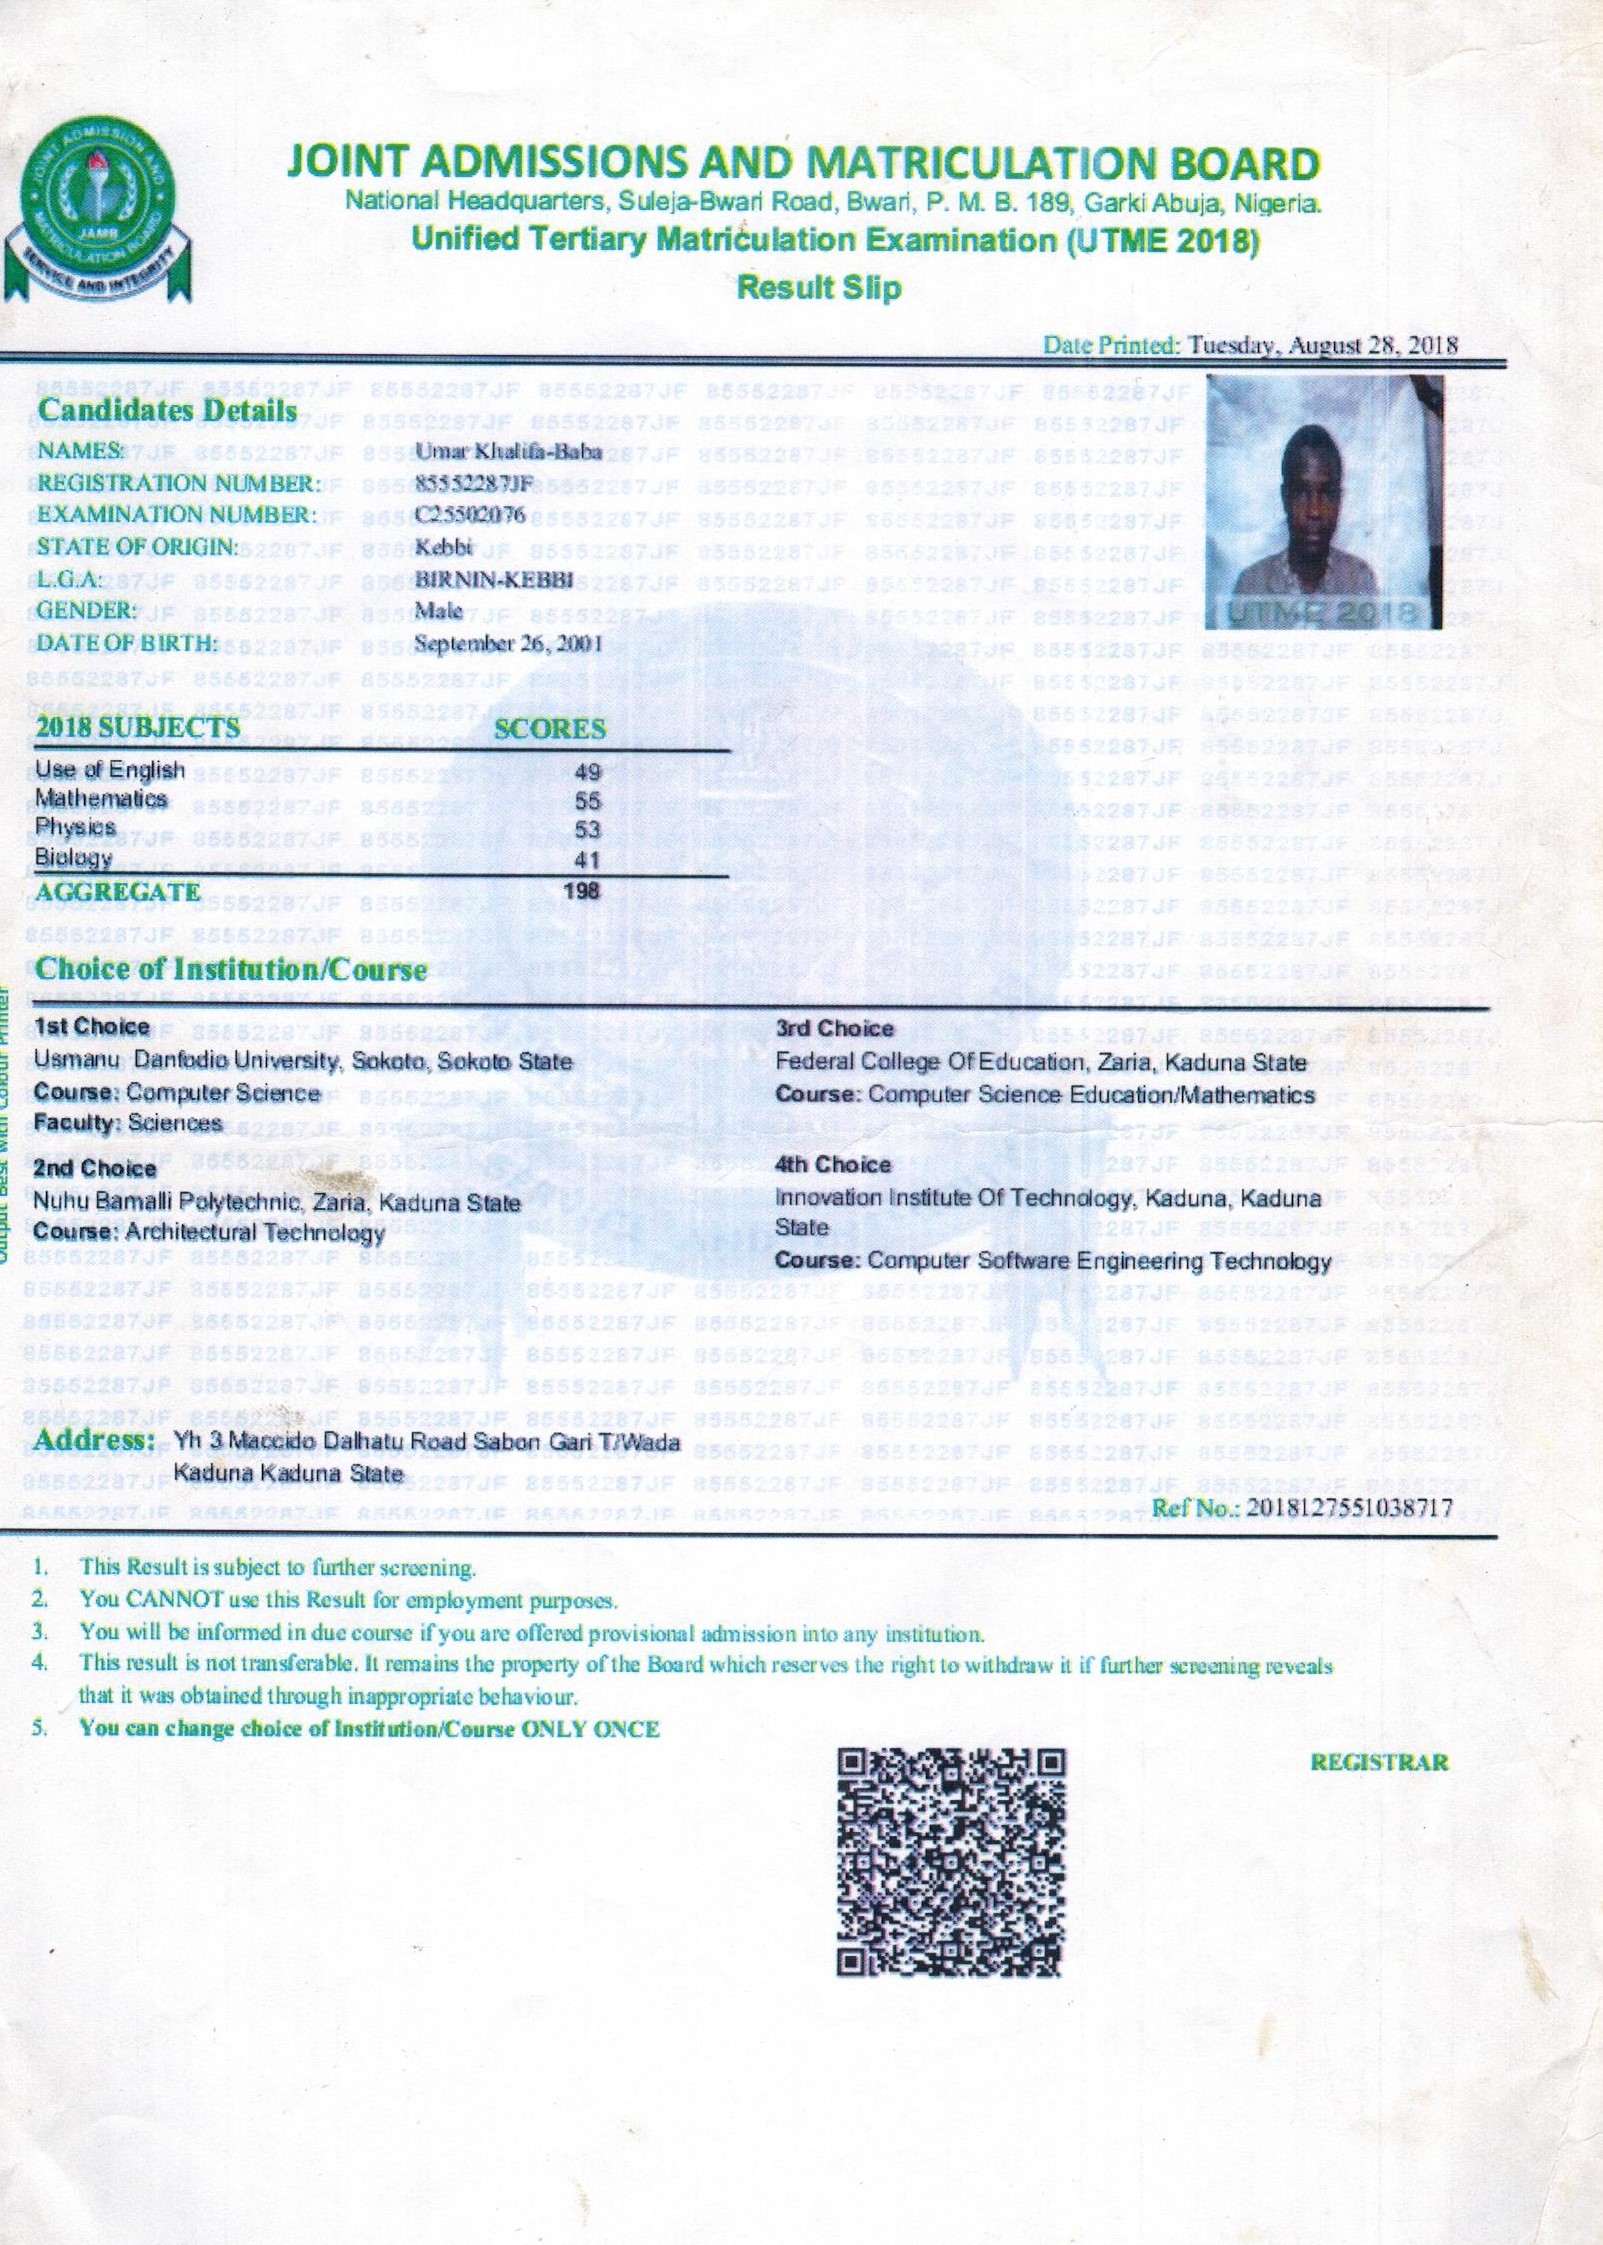 JOINT ADMISSION AND MATRICULATION BOARD
JAMB
SERVICE AND INTEGRITY
JOINT ADMISSIONS AND MATRICULATION BOARD
National Headquarters, Suleja-Bwari Road, Bwari, P. M. B. 189, Garki Abuja, Nigeria.
Unified Tertiary Matriculation Examination (UTME 2018)
Result Slip
Date Printed: Tuesday, August 28, 2018
Candidates Details
NAMES: Umar Khalifa-Baba
REGISTRATION NUMBER: 85552287JF
EXAMINATION NUMBER: C25502076
STATE OF ORIGIN: Kebbi
L.G.A: BIRNIN-KEBBI
GENDER: Male
UTME 2018
DATE OF BIRTH: September 26, 2001
2018 SUBJECTS SCORES
Use of English 49
Mathematics 55
Physics 53
Biology 41
AGGREGATE 198
Choice of Institution/Course
1st Choice
Usmanu Danfodio University, Sokoto, Sokoto State
Course: Computer Science
Faculty: Sciences
2nd Choice
Nuhu Bamalli Polytechnic, Zaria, Kaduna State
Course: Architectural Technology
3rd Choice
Federal College Of Education, Zaria, Kaduna State
Course: Computer Science Education/Mathematics
4th Choice
Innovation Institute Of Technology, Kaduna, Kaduna
State
Course: Computer Software Engineering Technology
Output Best with Colour Printer
Address: Yh 3 Maccido Dalhatu Road Sabon Gari T/Wada
Kaduna Kaduna State
Ref No.: 2018127551038717
1. This Result is subject to further screening.
2. You CANNOT use this Result for employment purposes.
3. You will be informed in due course if you are offered provisional admission into any institution.
4. This result is not transferable. It remains the property of the Board which reserves the right to withdraw it if further screening reveals
that it was obtained through inappropriate behaviour.
5. You can change choice of Institution/Course ONLY ONCE
REGISTRAR